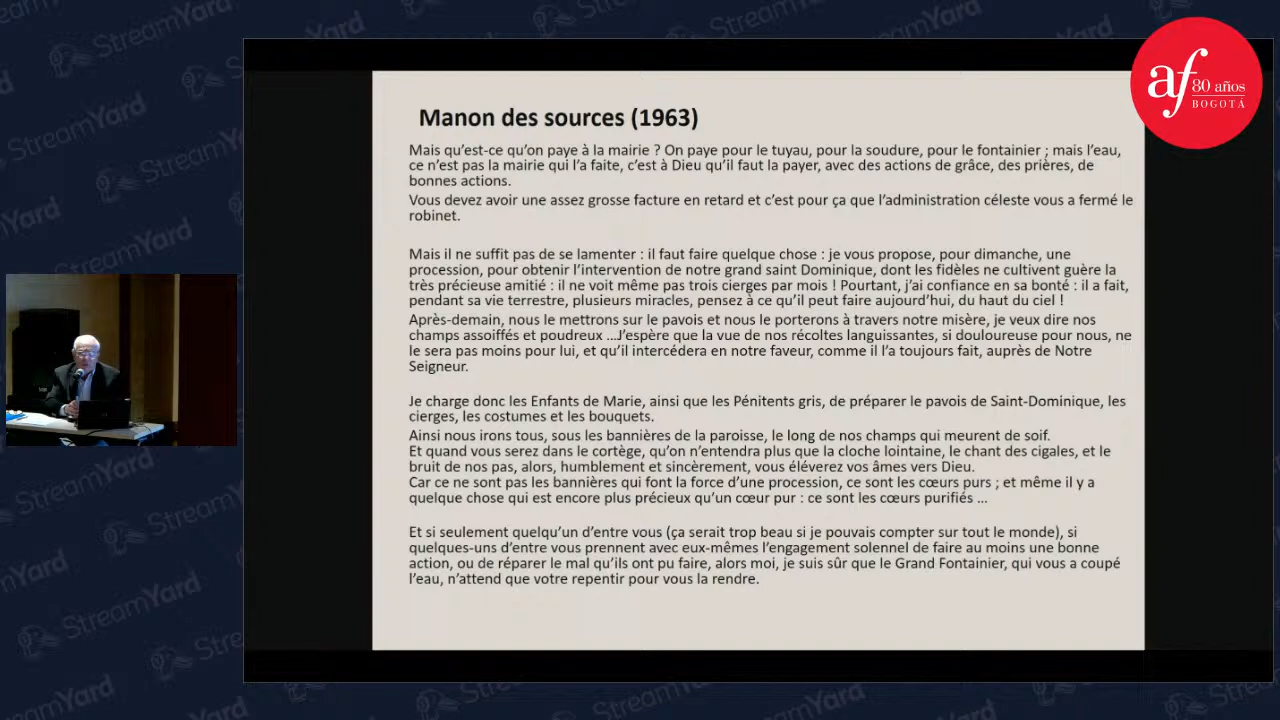 StreamYard
af 80 años
BOGOTÁ
Manon des sources (1963)
Mais qu'est-ce qu'on paye à la mairie ? On paye pour le tuyau, pour la soudure, pour le fontainier ; mais l'eau,
ce n'est pas la mairie qui l'a faite, c'est à Dieu qu'il faut la payer, avec des actions de grâce, des prières, de
bonnes actions.
Vous devez avoir une assez grosse facture en retard et c'est pour ça que l'administration céleste vous a fermé le
robinet.
Mais il ne suffit pas de se lamenter : il faut faire quelque chose : je vous propose, pour dimanche, une
procession, pour obtenir l'intervention de notre grand saint Dominique, dont les fidèles ne cultivent guère la
très précieuse amitié : il ne voit même pas trois cierges par mois ! Pourtant, j'ai confiance en sa bonté : il a fait,
pendant sa vie terrestre, plusieurs miracles, pensez à ce qu'il peut faire aujourd'hui, du haut du ciel !
Après-demain, nous le mettrons sur le pavois et nous le porterons à travers notre misère, je veux dire nos
champs assoiffés et poudreux ...J'espère que la vue de nos récoltes languissantes, si douloureuse pour nous, ne
le sera pas moins pour lui, et qu'il intercédera en notre faveur, comme il l'a toujours fait, auprès de Notre
Seigneur.
Je charge donc les Enfants de Marie, ainsi que les Pénitents gris, de préparer le pavois de Saint-Dominique, les
cierges, les costumes et les bouquets.
Ainsi nous irons tous, sous les bannières de la paroisse, le long de nos champs qui meurent de soif.
Et quand vous serez dans le cortège, qu'on n'entendra plus que la cloche lointaine, le chant des cigales, et le
bruit de nos pas, alors, humblement et sincèrement, vous éléverez vos âmes vers Dieu.
Car ce ne sont pas les bannières qui font la force d'une procession, ce sont les cœurs purs ; et même il y a
quelque chose qui est encore plus précieux qu'un cœur pur : ce sont les cœurs purifiés ...
Et si seulement quelqu'un d'entre vous (ça serait trop beau si je pouvais compter sur tout le monde), si
quelques-uns d'entre vous prennent avec eux-mêmes l'engagement solennel de faire au moins une bonne
action, ou de réparer le mal qu'ils ont pu faire, alors moi, je suis sûr que le Grand Fontainier, qui vous a coupé
l'eau, n'attend que votre repentir pour vous la rendre.